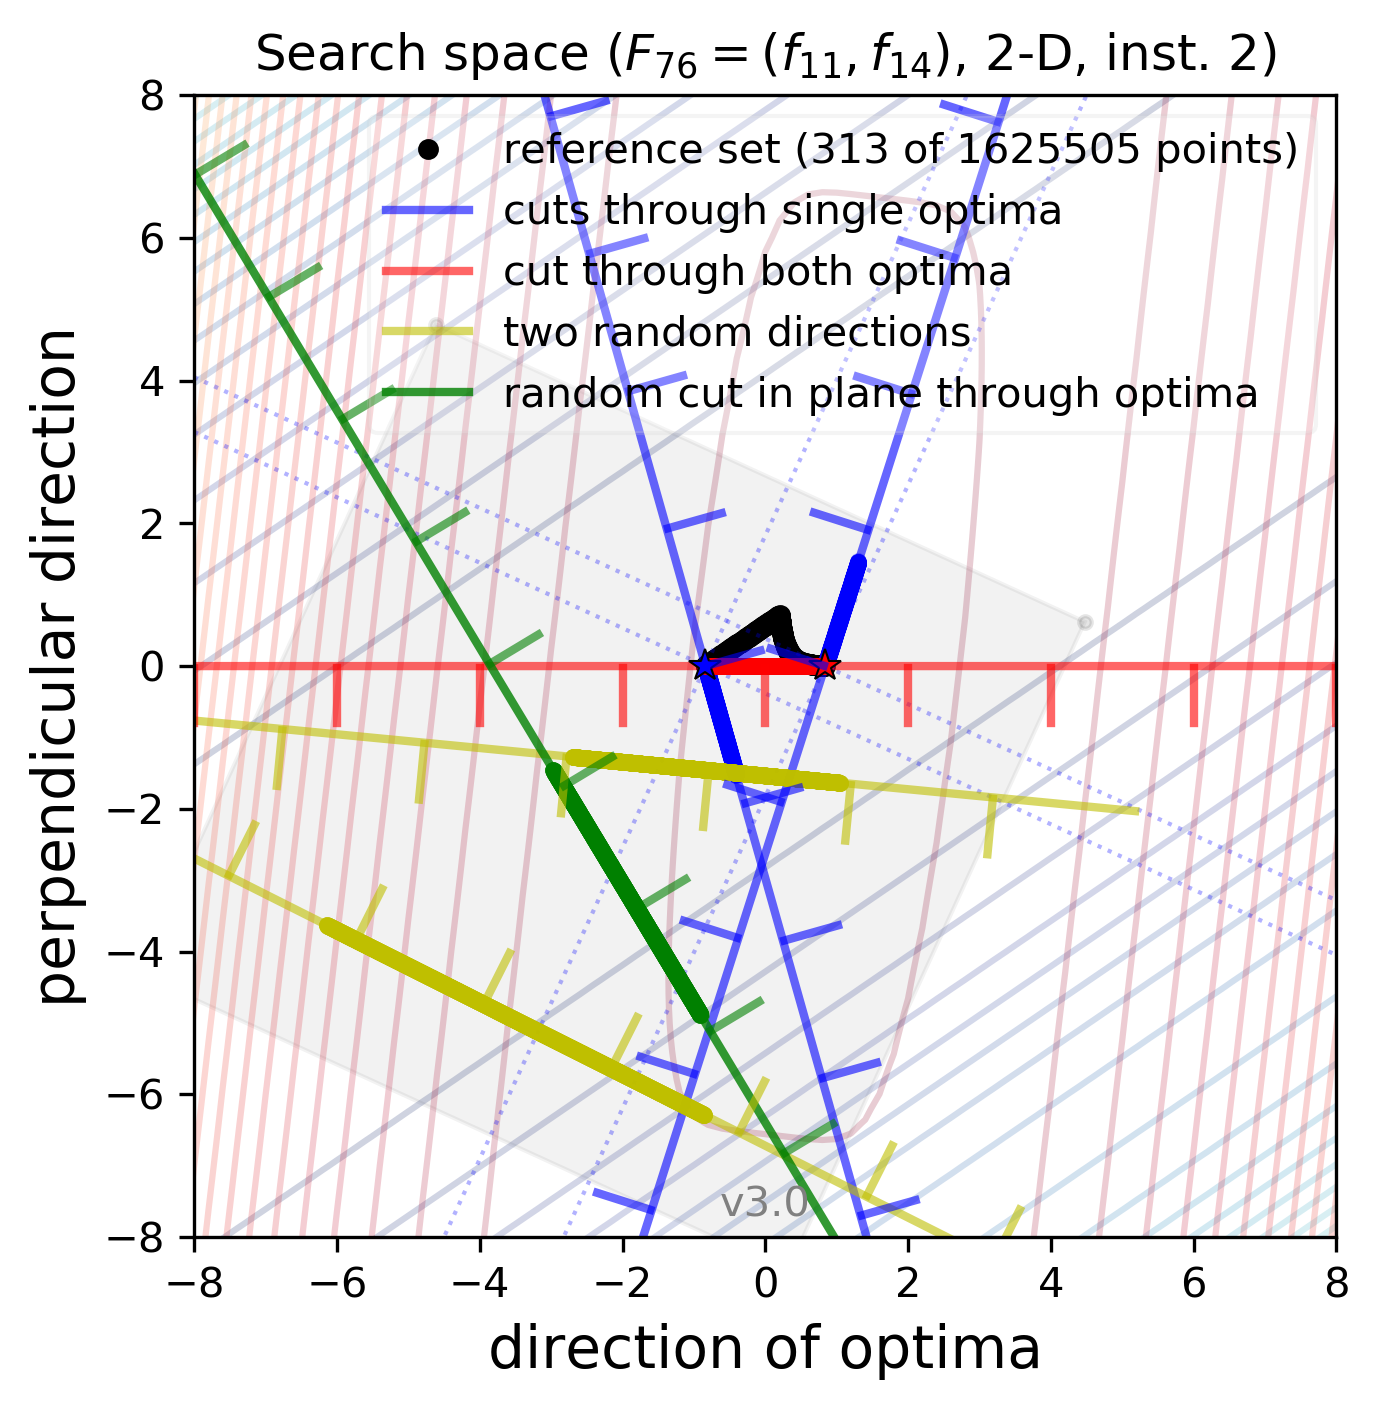 Search space (F₇₆ = (f₁₁, f₁₄), 2-D, inst. 2)
reference set (313 of 1625505 points)
cuts through single optima
cut through both optima
two random directions
random cut in plane through optima
perpendicular direction
8
6
4
2
0
−2
−4
−6
−8
v3.0
−8 −6 −4 −2 0 2 4 6 8
direction of optima